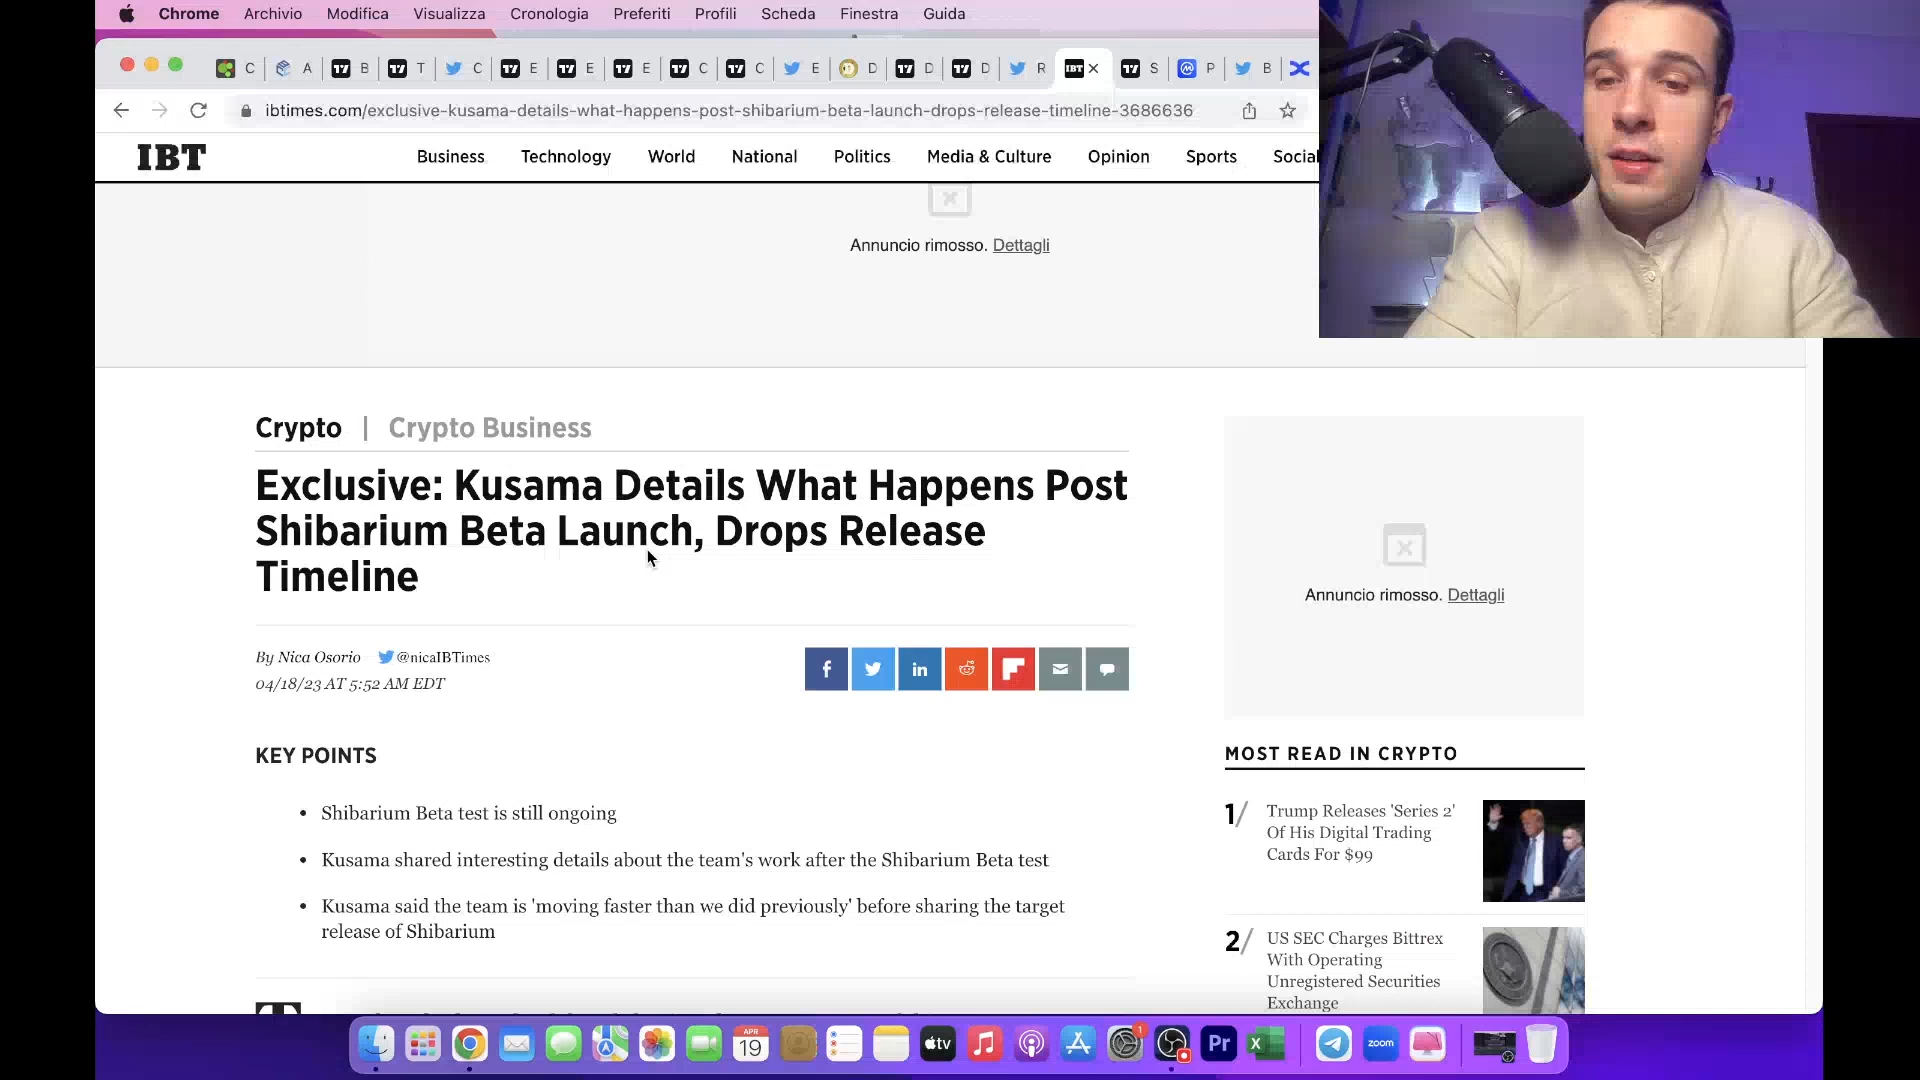 Chrome Archivio Modifica Visualizza Cronologia Preferiti Profili Scheda Finestra Guida
C A B T C E E E C C E D D D R IBT S P B
ibtimes.com/exclusive-kusama-details-what-happens-post-shibarium-beta-launch-drops-release-timeline-3686636
IBT Business Technology World National Politics Media & Culture Opinion Sports Social
Annuncio rimosso. Dettagli
Crypto | Crypto Business
Exclusive: Kusama Details What Happens Post
Shibarium Beta Launch, Drops Release
Timeline
By Nica Osorio @nicaIBTimes
04/18/23 AT 5:52 AM EDT
KEY POINTS
• Shibarium Beta test is still ongoing
• Kusama shared interesting details about the team's work after the Shibarium Beta test
• Kusama said the team is 'moving faster than we did previously' before sharing the target
release of Shibarium
Annuncio rimosso. Dettagli
MOST READ IN CRYPTO
1/ Trump Releases 'Series 2'
Of His Digital Trading
Cards For $99
2/ US SEC Charges Bittrex
With Operating
Unregistered Securities
Exchange
APR
19
tv
1
Pr
X
zoom